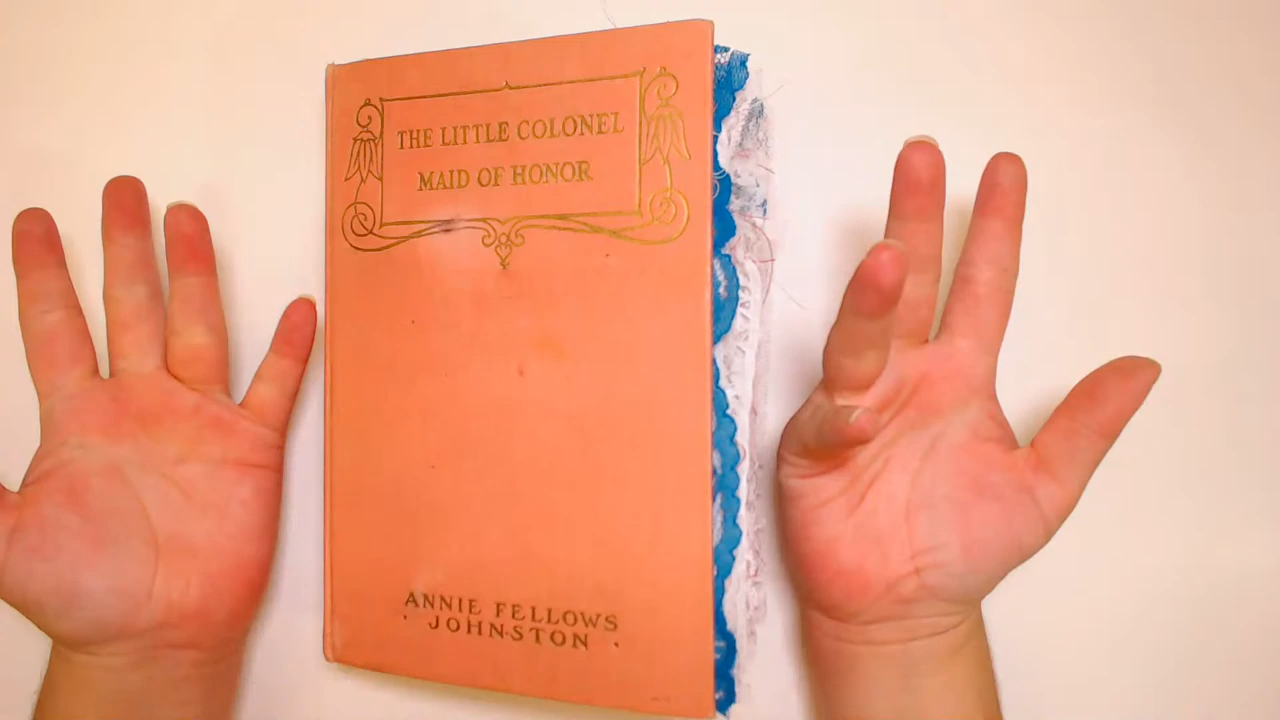 THE LITTLE COLONEL
MAID OF HONOR
ANNIE FELLOWS
· JOHNSTON ·